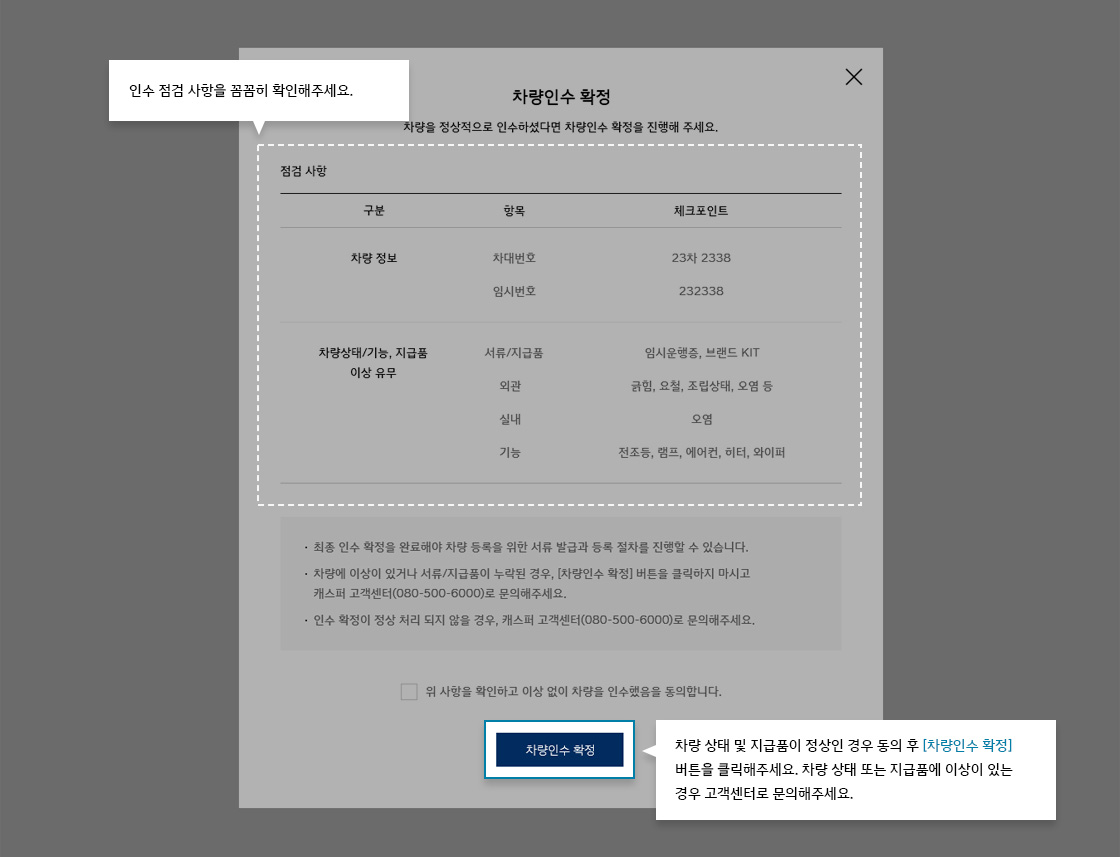 인수 점검 사항을 꼼꼼히 확인해주세요.
차량인수 확정
차량을 정상적으로 인수하셨다면 차량인수 확정을 진행해 주세요.
점검 사항
구분 항목 체크포인트
차량 정보 차대번호 23차 2338
임시번호 232338
차량상태/기능, 지급품 서류/지급품 임시운행증, 브랜드 KIT
이상 유무
외관 긁힘, 요철, 조립상태, 오염 등
실내 오염
기능 전조등, 램프, 에어컨, 히터, 와이퍼
· 최종 인수 확정을 완료해야 차량 등록을 위한 서류 발급과 등록 절차를 진행할 수 있습니다.
· 차량에 이상이 있거나 서류/지급품이 누락된 경우, [차량인수 확정] 버튼을 클릭하지 마시고
캐스퍼 고객센터(080-500-6000)로 문의해주세요.
· 인수 확정이 정상 처리 되지 않을 경우, 캐스퍼 고객센터(080-500-6000)로 문의해주세요.
위 사항을 확인하고 이상 없이 차량을 인수했음을 동의합니다.
차량인수 확정
차량 상태 및 지급품이 정상인 경우 동의 후 [차량인수 확정]
버튼을 클릭해주세요. 차량 상태 또는 지급품에 이상이 있는
경우 고객센터로 문의해주세요.